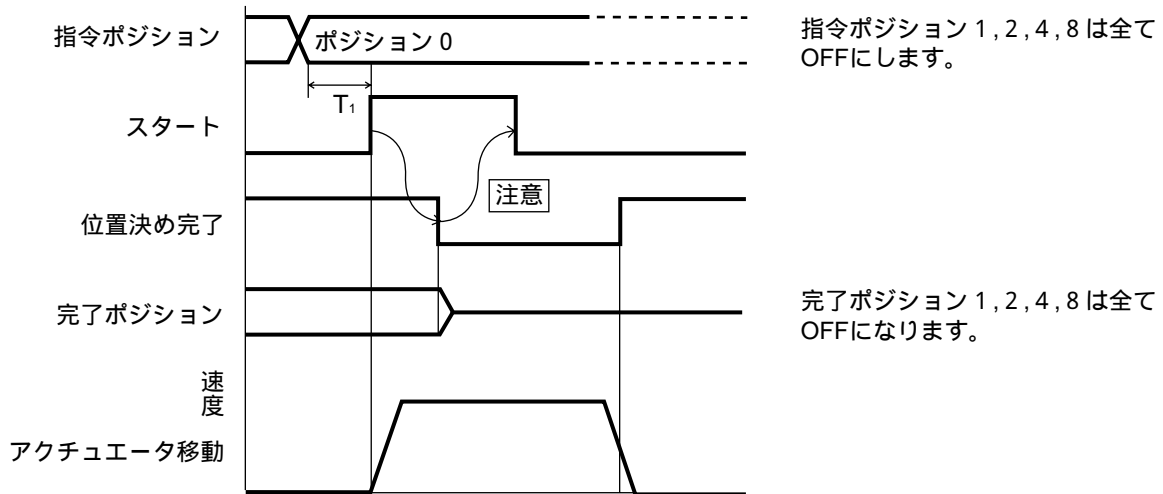 指令ポジション
ポジション 0
指令ポジション 1 , 2 , 4 , 8 は全て
OFFにします。
T₁
スタート
注意
位置決め完了
完了ポジション
完了ポジション 1 , 2 , 4 , 8 は全て
OFFになります。
速度
アクチュエータ移動